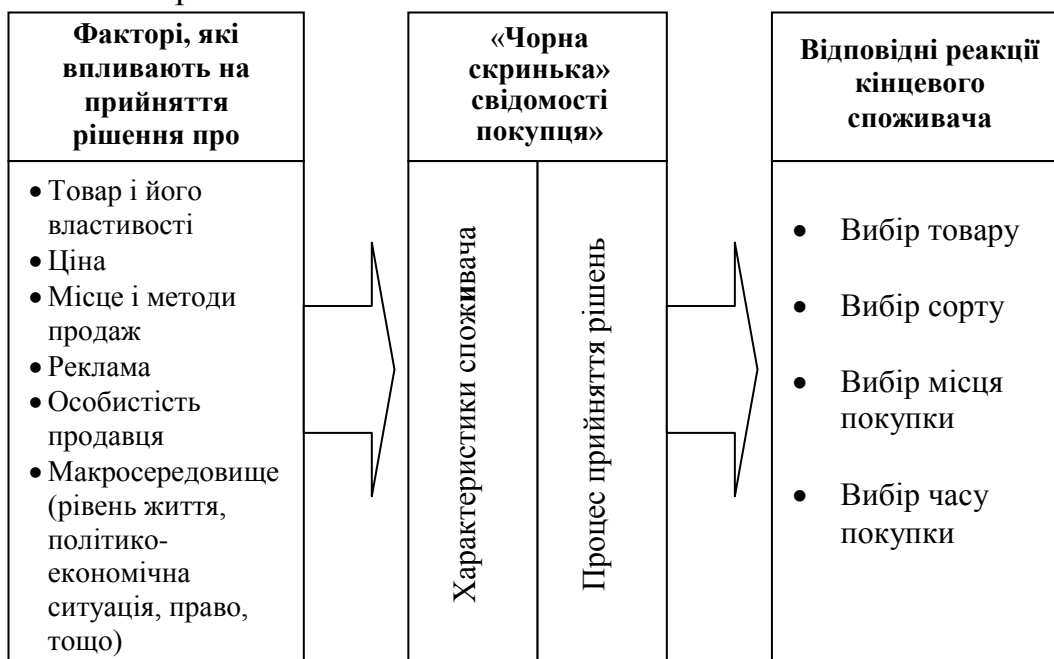 Факторі, які
впливають на
прийняття
рішення про
«Чорна
скринька»
свідомості
покупця»
Відповідні реакції
кінцевого
споживача
• Товар і його
властивості
• Ціна
• Місце і методи
продаж
• Реклама
• Особистість
продавця
• Макросередовище
(рівень життя,
політико-
економічна
ситуація, право,
тощо)
Характеристики споживача
Процес прийняття рішень
• Вибір товару
• Вибір сорту
• Вибір місця
покупки
• Вибір часу
покупки